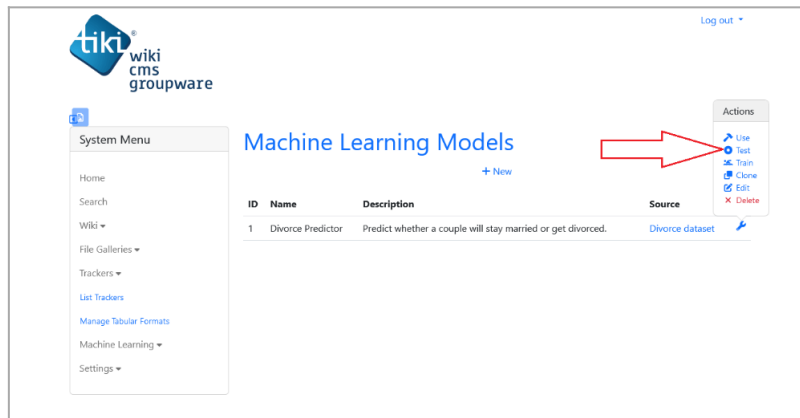 Log out
tiki®
wiki
cms
groupware
System Menu
Home
Search
Wiki
File Galleries
Trackers
List Trackers
Manage Tabular Formats
Machine Learning
Settings
Machine Learning Models
+ New
ID Name Description Source
1 Divorce Predictor Predict whether a couple will stay married or get divorced. Divorce dataset
Actions
Use
Test
Train
Clone
Edit
Delete